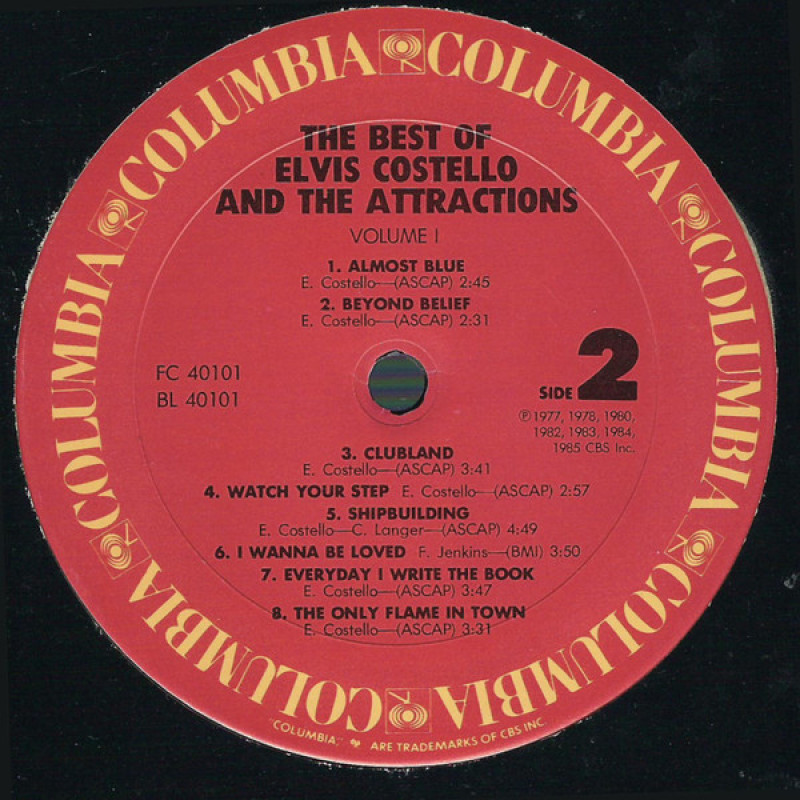 COLUMBIA COLUMBIA COLUMBIA COLUMBIA COLUMBIA COLUMBIA COLUMBIA COLUMBIA
THE BEST OF
ELVIS COSTELLO
AND THE ATTRACTIONS
VOLUME I
1. ALMOST BLUE
E. Costello—(ASCAP) 2:45
2. BEYOND BELIEF
E. Costello—(ASCAP) 2:31
FC 40101
BL 40101
SIDE 2
℗1977, 1978, 1980,
1982, 1983, 1984,
1985 CBS Inc.
3. CLUBLAND
E. Costello—(ASCAP) 3:41
4. WATCH YOUR STEP E. Costello—(ASCAP) 2:57
5. SHIPBUILDING
E. Costello—C. Langer—(ASCAP) 4:49
6. I WANNA BE LOVED F. Jenkins—(BMI) 3:50
7. EVERYDAY I WRITE THE BOOK
E. Costello—(ASCAP) 3:47
8. THE ONLY FLAME IN TOWN
E. Costello—(ASCAP) 3:31
"COLUMBIA," ARE TRADEMARKS OF CBS INC.